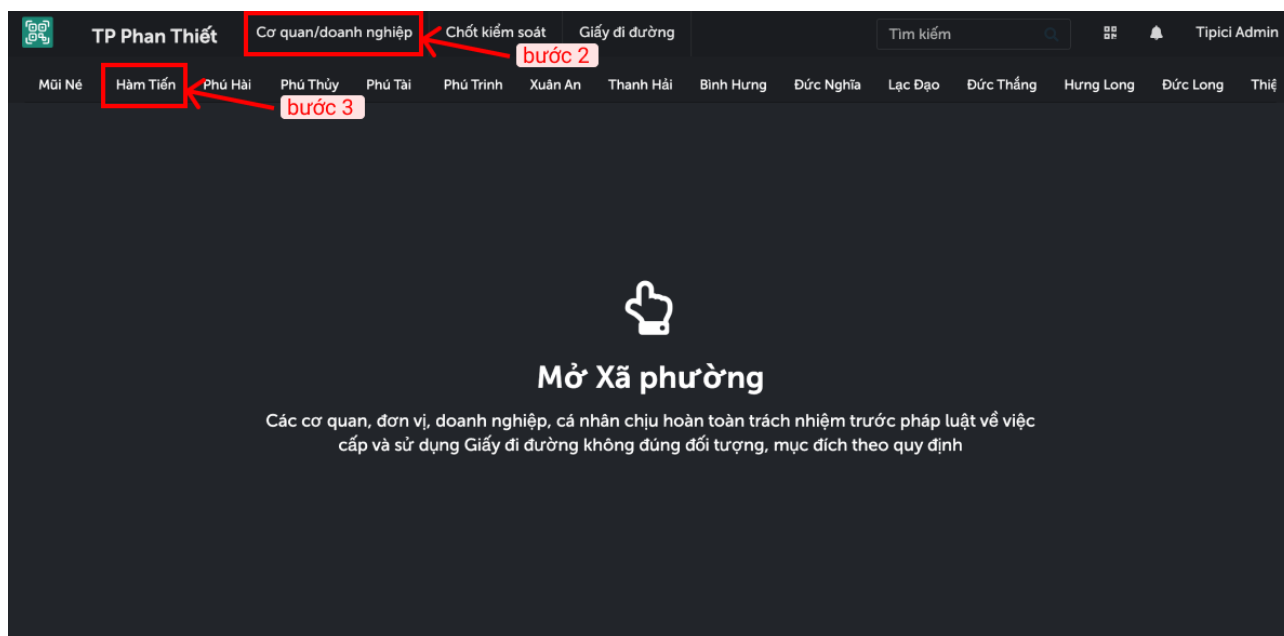 TP Phan Thiết Cơ quan/doanh nghiệp Chốt kiểm soát Giấy đi đường Tìm kiếm Tipici Admin
bước 2
Mũi Né Hàm Tiến Phú Hài Phú Thủy Phú Tài Phú Trinh Xuân An Thanh Hải Bình Hưng Đức Nghĩa Lạc Đạo Đức Thắng Hưng Long Đức Long Thiệ
bước 3
Mở Xã phường
Các cơ quan, đơn vị, doanh nghiệp, cá nhân chịu hoàn toàn trách nhiệm trước pháp luật về việc
cấp và sử dụng Giấy đi đường không đúng đối tượng, mục đích theo quy định